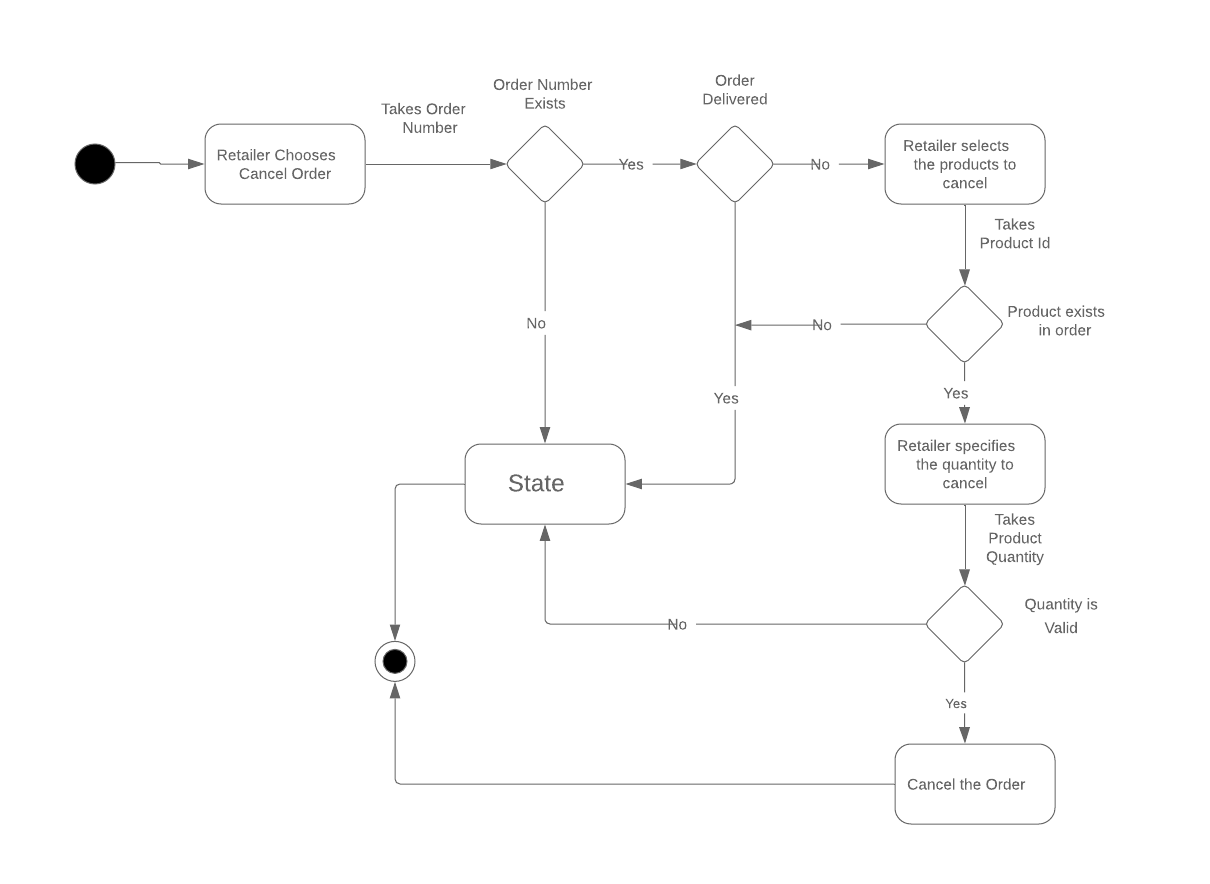 Order Number
Exists
Order
Delivered
Takes Order
Number
Retailer Chooses
Cancel Order
Yes
No
Retailer selects
the products to
cancel
Takes
Product Id
No
No
Product exists
in order
Yes
Yes
Retailer specifies
the quantity to
cancel
State
Takes
Product
Quantity
No
Quantity is
Valid
Yes
Cancel the Order